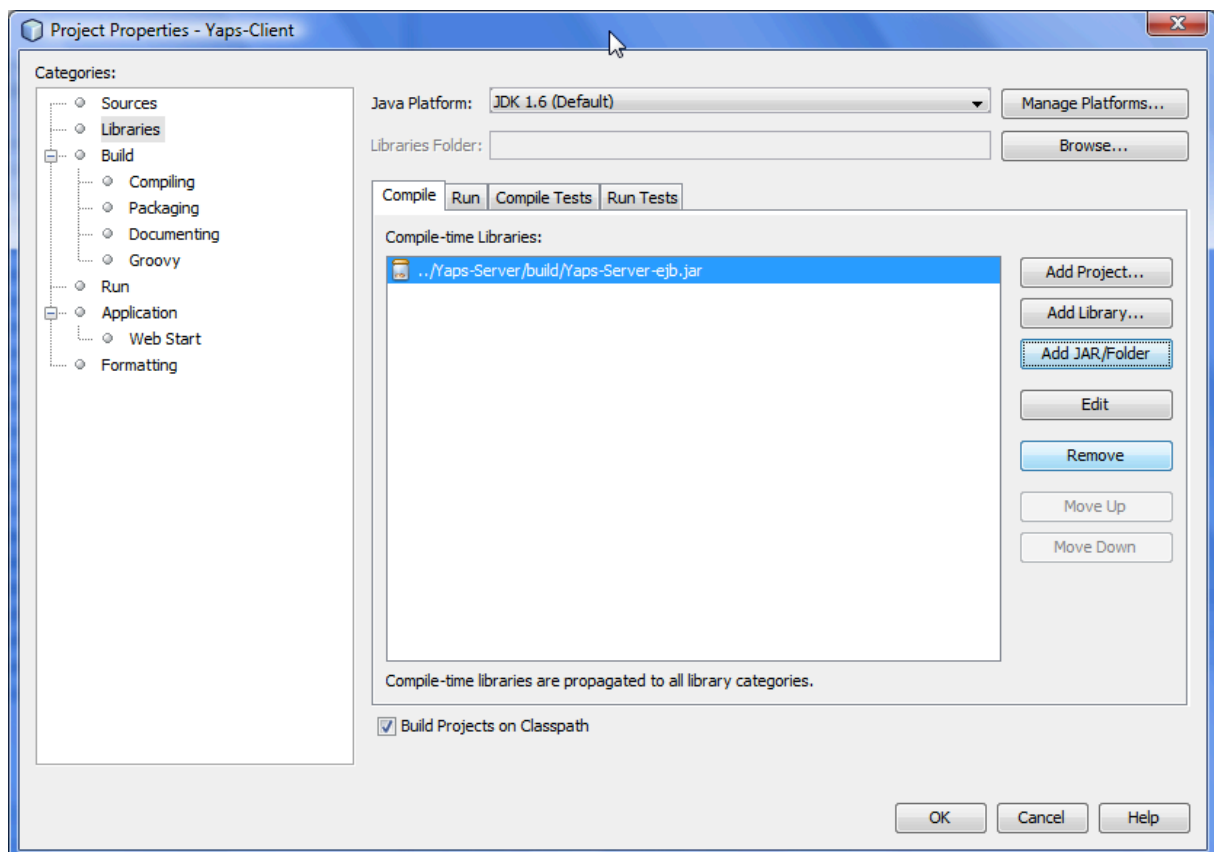 Project Properties - Yaps-Client
Categories:
Sources
Libraries
Build
Compiling
Packaging
Documenting
Groovy
Run
Application
Web Start
Formatting
Java Platform: JDK 1.6 (Default) Manage Platforms...
Libraries Folder: Browse...
Compile Run Compile Tests Run Tests
Compile-time Libraries:
../Yaps-Server/build/Yaps-Server-ejb.jar
Add Project...
Add Library...
Add JAR/Folder
Edit
Remove
Move Up
Move Down
Compile-time libraries are propagated to all library categories.
Build Projects on Classpath
OK Cancel Help